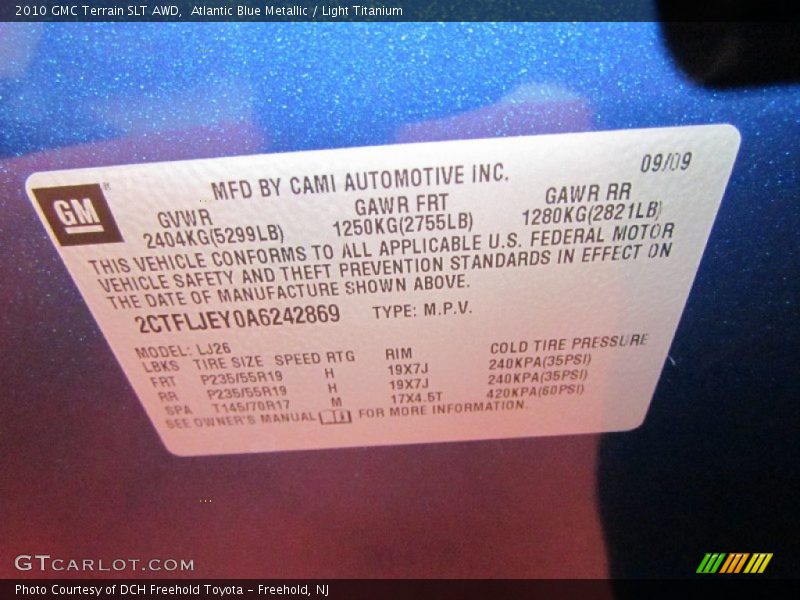 2010 GMC Terrain SLT AWD,  Atlantic Blue Metallic / Light Titanium
09/09
MFD BY CAMI AUTOMOTIVE INC.
GM
GVWR GAWR FRT GAWR RR
2404KG(5299LB) 1250KG(2755LB) 1280KG(2821LB)
THIS VEHICLE CONFORMS TO ALL APPLICABLE U.S. FEDERAL MOTOR
VEHICLE SAFETY AND THEFT PREVENTION STANDARDS IN EFFECT ON
THE DATE OF MANUFACTURE SHOWN ABOVE.
2CTFLJEY0A6242869 TYPE: M.P.V.
MODEL: LJ26
LBKS TIRE SIZE SPEED RTG RIM COLD TIRE PRESSURE
FRT P235/55R19 H 19X7J 240KPA(35PSI)
RR P235/55R19 H 19X7J 240KPA(35PSI)
SPA T145/70R17 M 17X4.5T 420KPA(60PSI)
SEE OWNER'S MANUAL FOR MORE INFORMATION.
GTCARLOT.COM
Photo Courtesy of DCH Freehold Toyota - Freehold, NJ